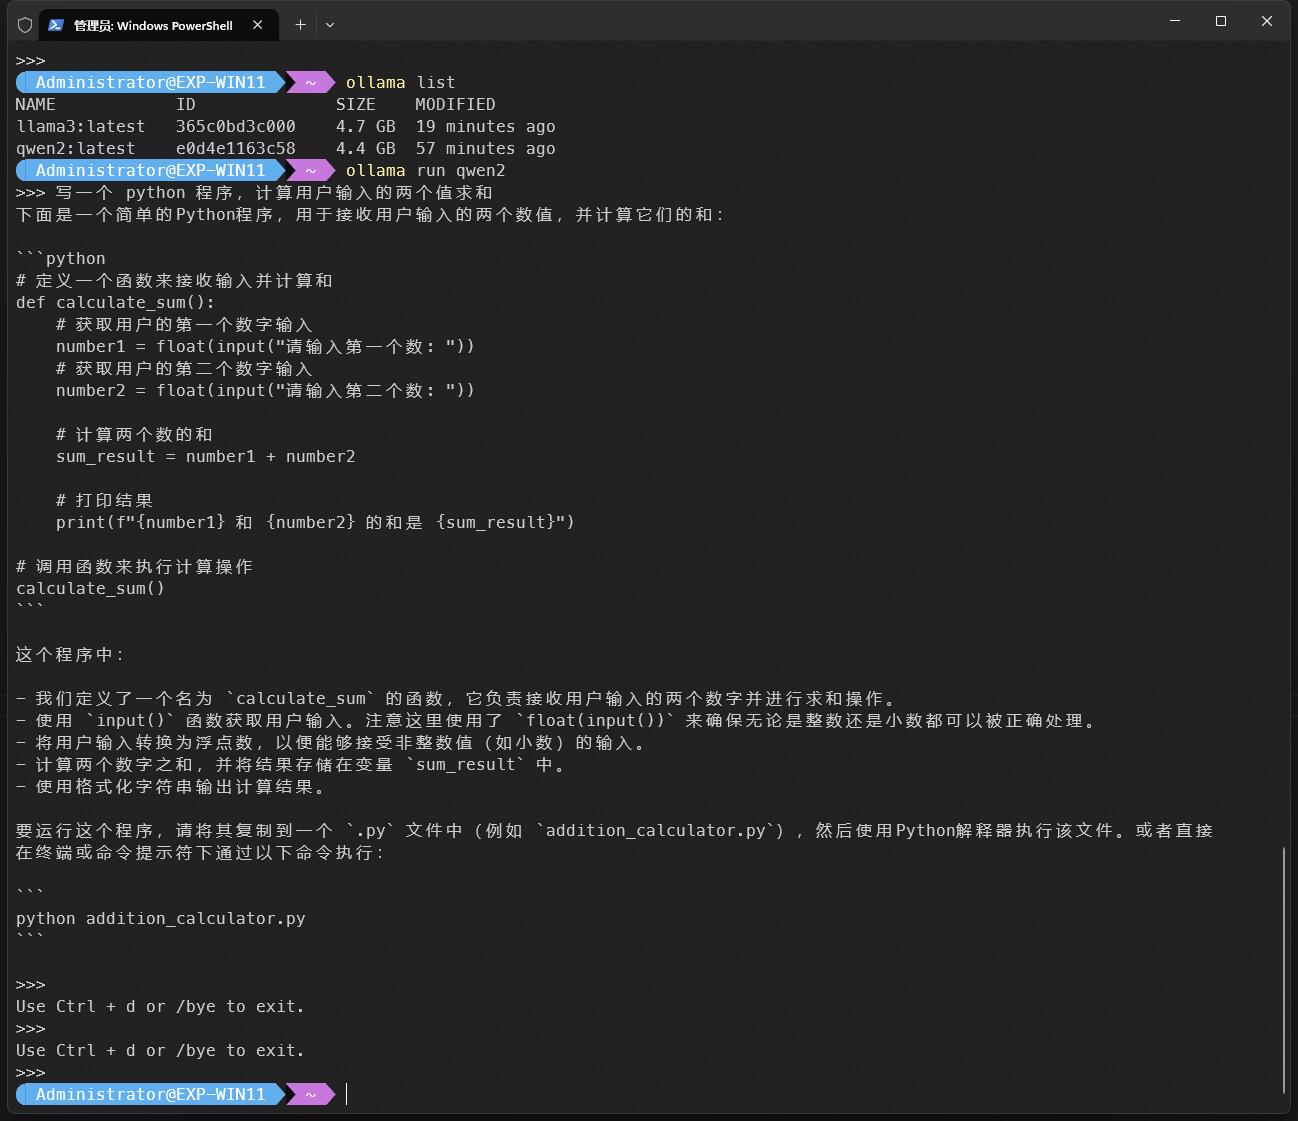 管理员: Windows PowerShell
>>>
Administrator@EXP-WIN11 ~ ollama list
NAME ID SIZE MODIFIED
llama3:latest 365c0bd3c000 4.7 GB 19 minutes ago
qwen2:latest e0d4e1163c58 4.4 GB 57 minutes ago
Administrator@EXP-WIN11 ~ ollama run qwen2
>>> 写一个 python 程序，计算用户输入的两个值求和
下面是一个简单的Python程序，用于接收用户输入的两个数值，并计算它们的和：
```python
# 定义一个函数来接收输入并计算和
def calculate_sum():
    # 获取用户的第一个数字输入
    number1 = float(input("请输入第一个数: "))
    # 获取用户的第二个数字输入
    number2 = float(input("请输入第二个数: "))
    # 计算两个数的和
    sum_result = number1 + number2
    # 打印结果
    print(f"{number1} 和 {number2} 的和是 {sum_result}")
# 调用函数来执行计算操作
calculate_sum()
```
这个程序中：
- 我们定义了一个名为 `calculate_sum` 的函数，它负责接收用户输入的两个数字并进行求和操作。
- 使用 `input()` 函数获取用户输入。注意这里使用了 `float(input())` 来确保无论是整数还是小数都可以被正确处理。
- 将用户输入转换为浮点数，以便能够接受非整数值（如小数）的输入。
- 计算两个数字之和，并将结果存储在变量 `sum_result` 中。
- 使用格式化字符串输出计算结果。
要运行这个程序，请将其复制到一个 `.py` 文件中（例如 `addition_calculator.py`），然后使用Python解释器执行该文件。或者直接
在终端或命令提示符下通过以下命令执行：
```
python addition_calculator.py
```
>>>
Use Ctrl + d or /bye to exit.
>>>
Use Ctrl + d or /bye to exit.
>>>
Administrator@EXP-WIN11 ~